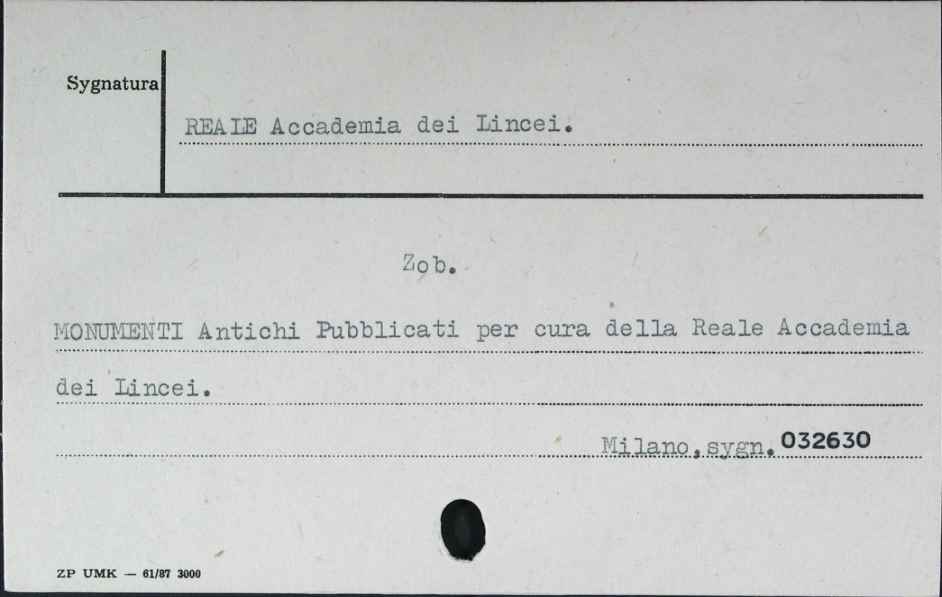 Sygnatura
REALE Accademia dei Lincei.
Zob.
MONUMENTI Antichi Pubblicati per cura della Reale Accademia
dei Lincei.
Milano,sygn.032630
ZP UMK — 61/87 3000